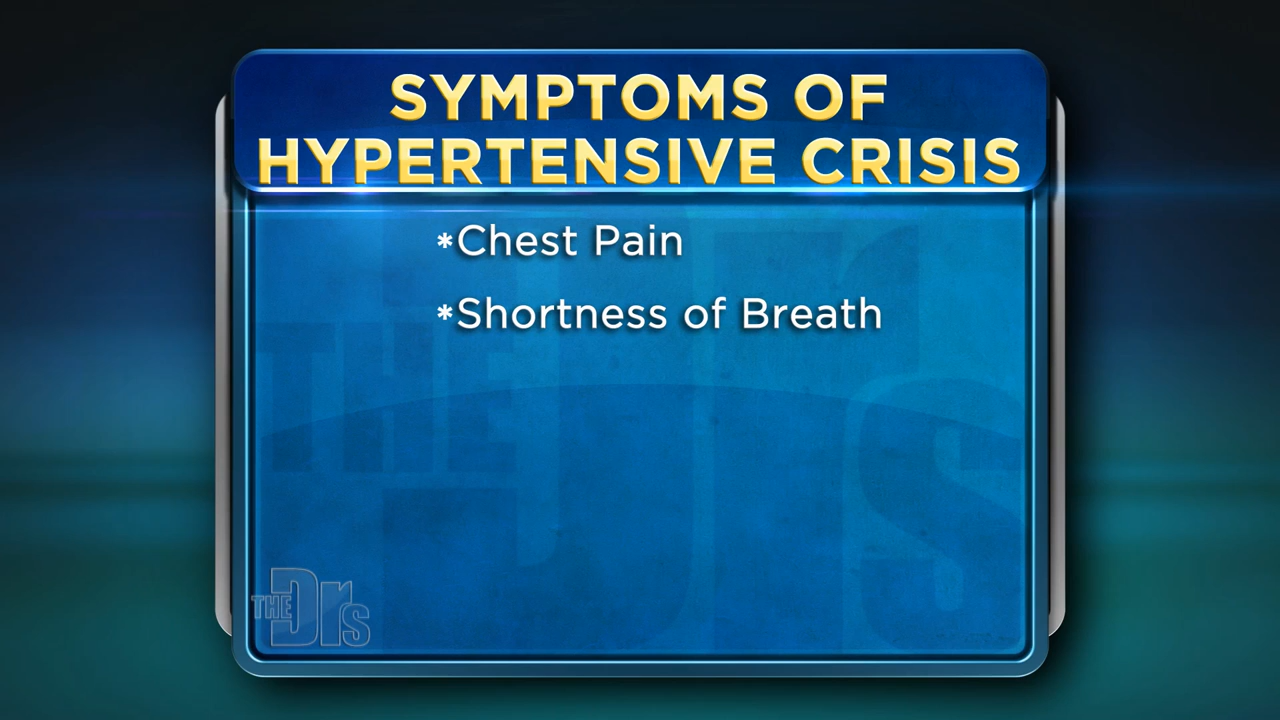 SYMPTOMS OF
HYPERTENSIVE CRISIS
*Chest Pain
*Shortness of Breath
THE Drs